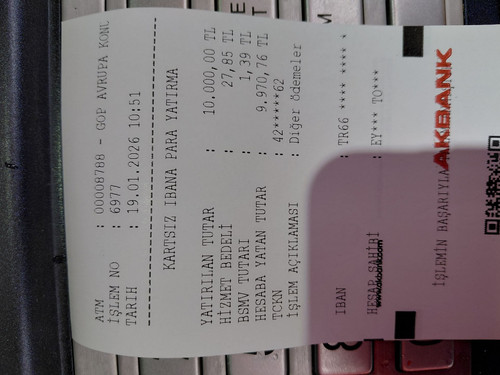 ATM : 00008788 - GOP AVRUPA KONU
İŞLEM NO : 6977
TARIH : 19.01.2026 10:51
KARTSIZ IBANA PARA YATIRMA
YATIRILAN TUTAR : 10.000,00 TL
HİZMET BEDELİ : 27,85 TL
BSMV TUTARI : 1,39 TL
HESABA YATAN TUTAR : 9.970,76 TL
TCKN : 42*****62
İŞLEM AÇIKLAMASI : Diğer ödemeler
IBAN : TR66 **** **** *
HESAP SAHİBİ : EY*** TO***
www.akbank.com
İŞLEMİN BAŞARIYLA
AKBANK